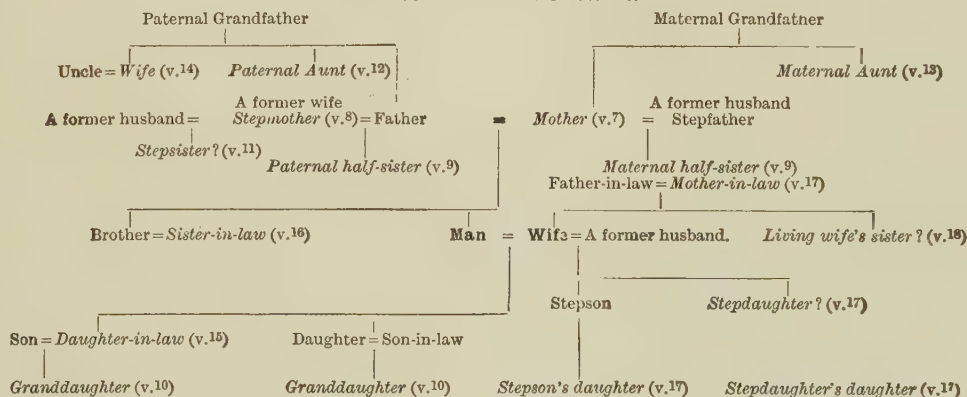 Paternal Grandfather Maternal Grandfather
Uncle = Wife (v.14) Paternal Aunt (v.12) Maternal Aunt (v.13)
A former wife A former husband
A former husband = Stepmother (v.8) = Father = Mother (v.7) = Stepfather
Stepsister? (v.11)
Paternal half-sister (v.9) Maternal half-sister (v.9)
Father-in-law = Mother-in-law (v.17)
Brother = Sister-in-law (v.16) Man = Wife = A former husband. Living wife's sister? (v.18)
Stepson Stepdaughter? (v.17)
Son = Daughter-in-law (v.15) Daughter = Son-in-law
Granddaughter (v.10) Granddaughter (v.10) Stepson's daughter (v.17) Stepdaughter's daughter (v.17)